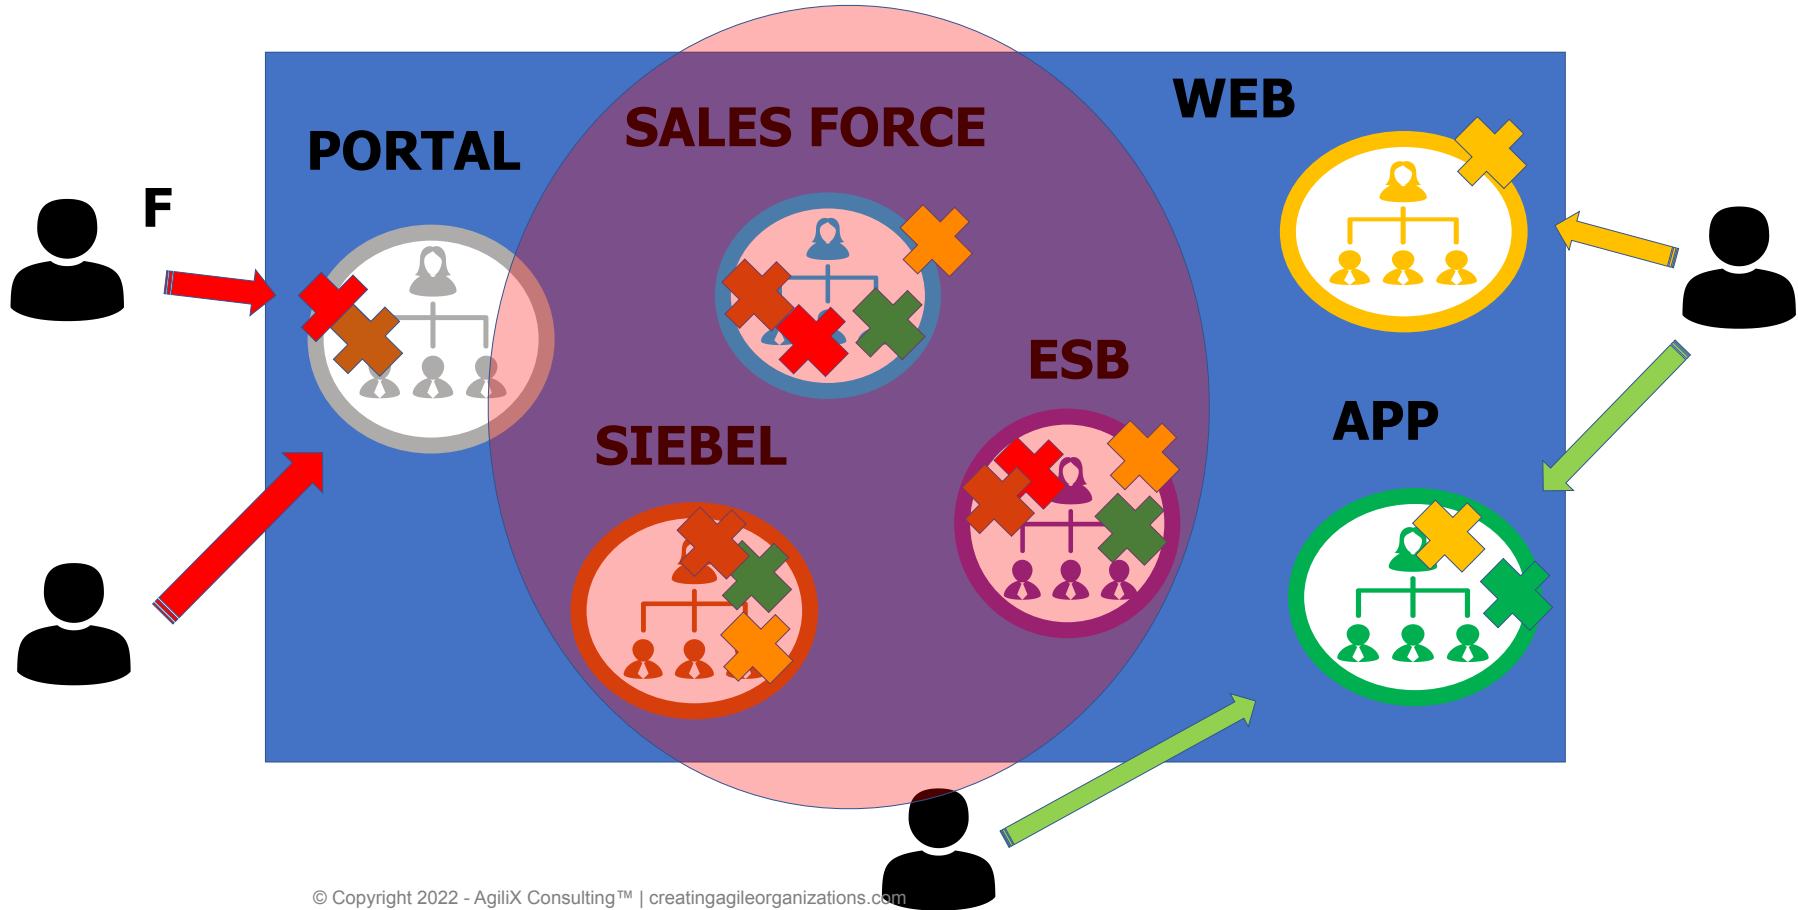 WEB
SALES FORCE
PORTAL
F
ESB
APP
SIEBEL
© Copyright 2022 - AgiliX Consulting™ | creatingagileorganizations.com